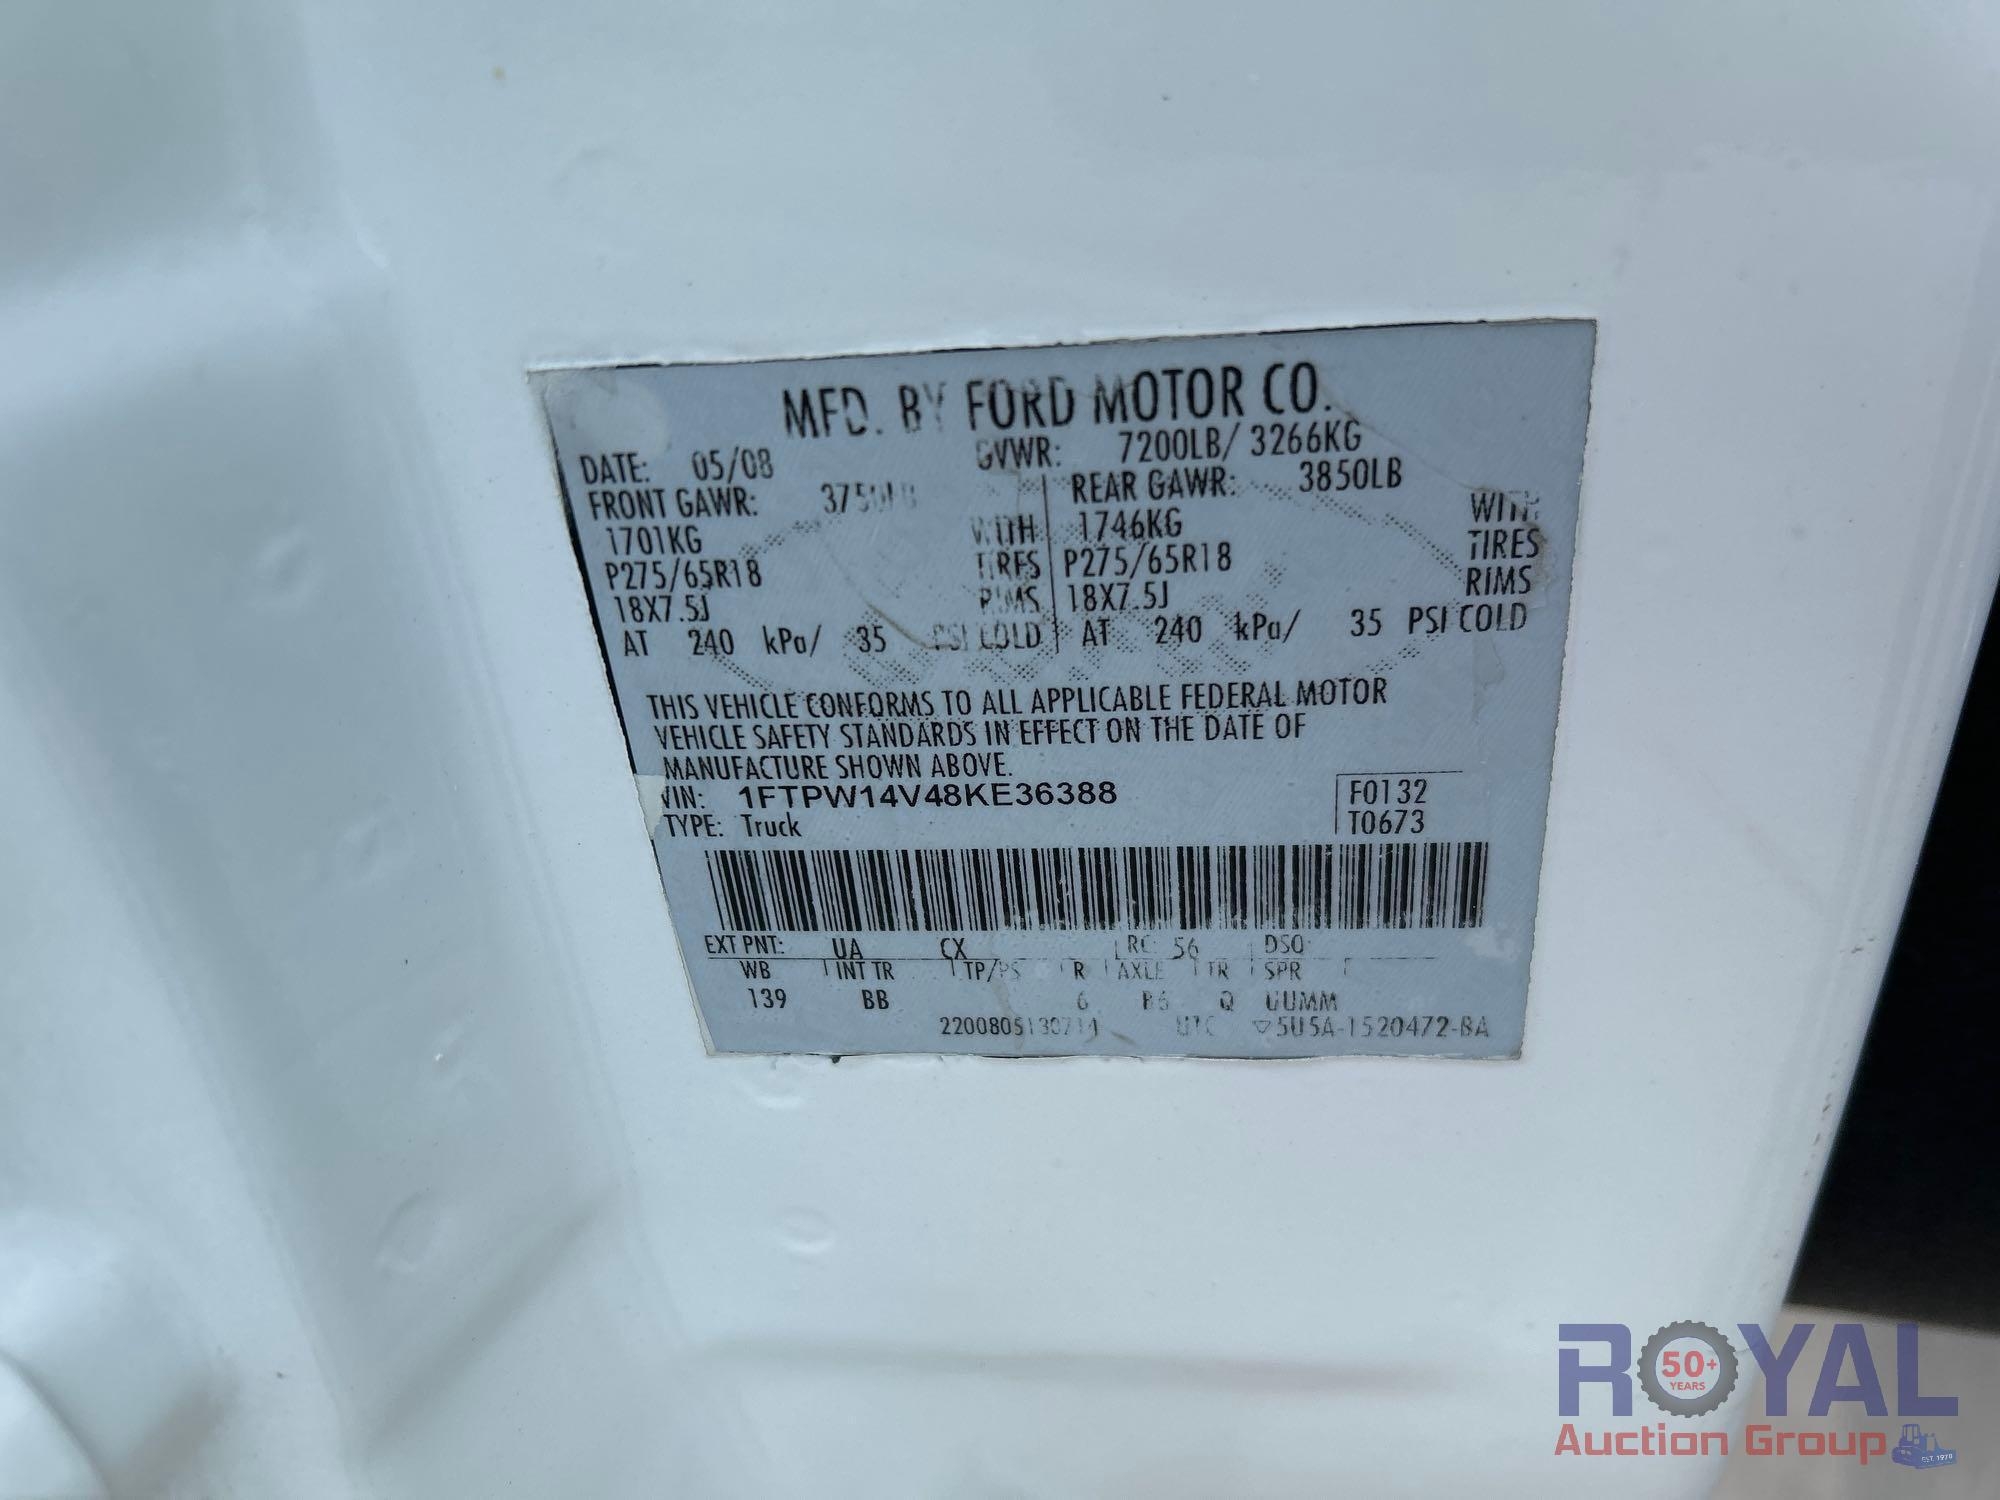 MFD. BY FORD MOTOR CO.
DATE: 05/08 GVWR: 7200LB/ 3266KG
FRONT GAWR: 3750LB REAR GAWR: 3850LB
1701KG WITH 1746KG WITH
P275/65R18 TIRES P275/65R18 TIRES
18X7.5J RIMS 18X7.5J RIMS
AT 240 kPa/ 35 PSI COLD AT 240 kPa/ 35 PSI COLD
THIS VEHICLE CONFORMS TO ALL APPLICABLE FEDERAL MOTOR
VEHICLE SAFETY STANDARDS IN EFFECT ON THE DATE OF
MANUFACTURE SHOWN ABOVE.
VIN: 1FTPW14V48KE36388 F0132
TYPE: Truck T0673
EXT PNT: UA CX RC: 56 DSO:
WB INT TR TP/PS R AXLE TR SPR
139 BB 6 B6 Q UUMM
UTC ▽5U5A-1520472-BA
ROYAL
50+
YEARS
Auction Group
EST. 1970